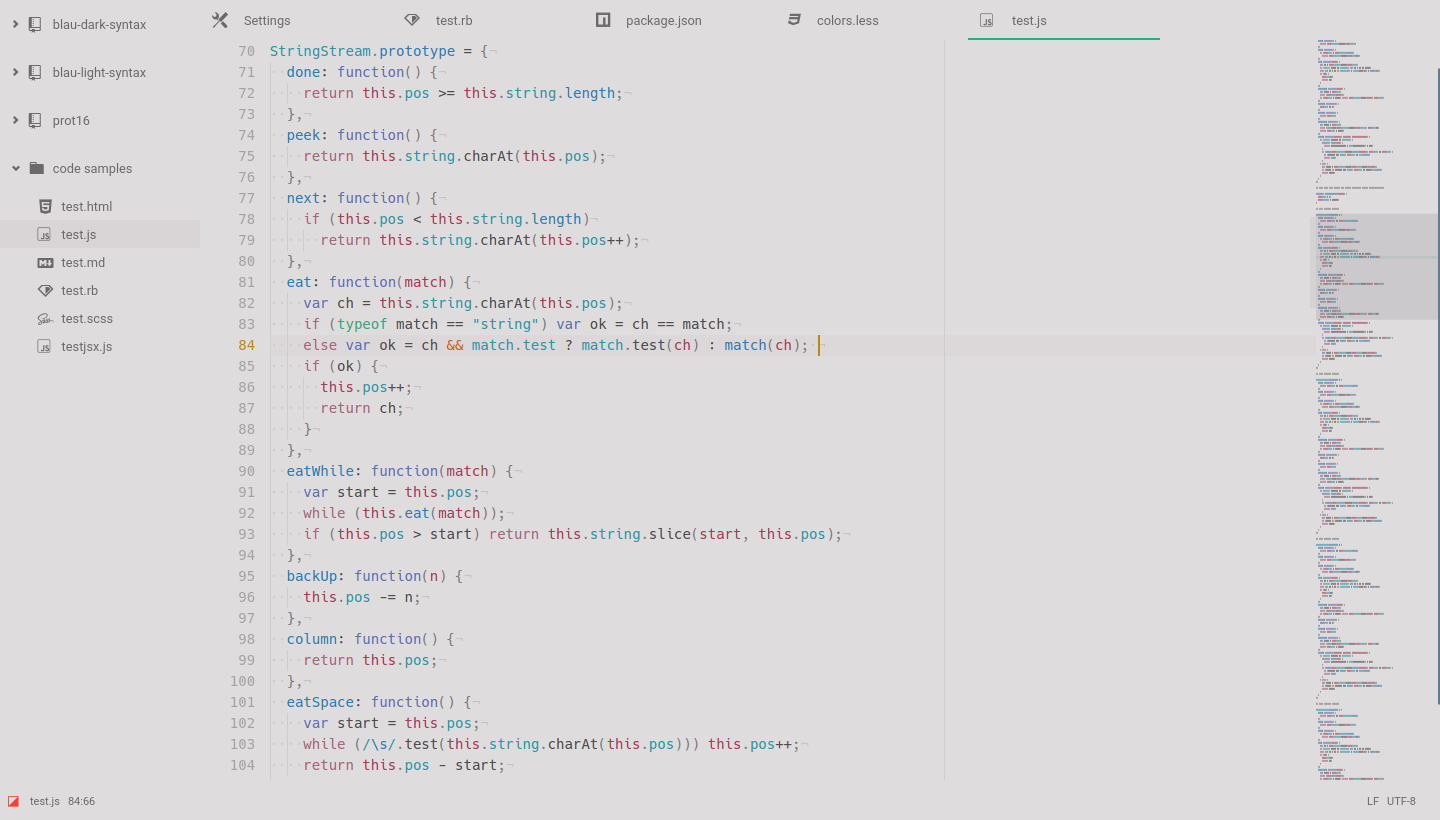 blau-dark-syntax
blau-light-syntax
prot16
code samples
test.html
test.js
test.md
test.rb
test.scss
testjsx.js
Settings
test.rb
package.json
colors.less
test.js
70 StringStream.prototype = {
71   done: function() {
72     return this.pos >= this.string.length;
73   },
74   peek: function() {
75     return this.string.charAt(this.pos);
76   },
77   next: function() {
78     if (this.pos < this.string.length)
79       return this.string.charAt(this.pos++);
80   },
81   eat: function(match) {
82     var ch = this.string.charAt(this.pos);
83     if (typeof match == "string") var ok = ch == match;
84     else var ok = ch && match.test ? match.test(ch) : match(ch);
85     if (ok) {
86       this.pos++;
87       return ch;
88     }
89   },
90   eatWhile: function(match) {
91     var start = this.pos;
92     while (this.eat(match));
93     if (this.pos > start) return this.string.slice(start, this.pos);
94   },
95   backUp: function(n) {
96     this.pos -= n;
97   },
98   column: function() {
99     return this.pos;
100   },
101   eatSpace: function() {
102     var start = this.pos;
103     while (/\s/.test(this.string.charAt(this.pos))) this.pos++;
104     return this.pos - start;
test.js 84:66
LF UTF-8